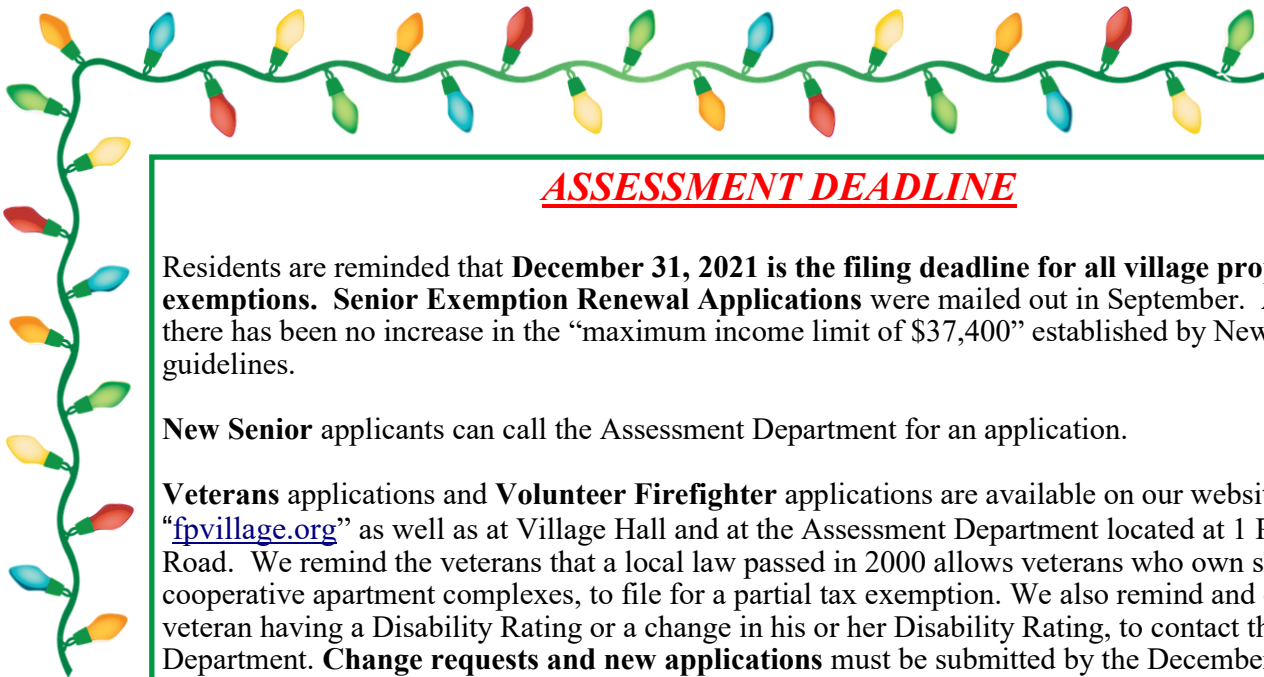 ASSESSMENT DEADLINE
Residents are reminded that December 31, 2021 is the filing deadline for all village
exemptions. Senior Exemption Renewal Applications were mailed out in September.
there has been no increase in the “maximum income limit of $37,400” established by New
guidelines.
New Senior applicants can call the Assessment Department for an application.
Veterans applications and Volunteer Firefighter applications are available on our
“fpvillage.org” as well as at Village Hall and at the Assessment Department located at 1
Road. We remind the veterans that a local law passed in 2000 allows veterans who own
cooperative apartment complexes, to file for a partial tax exemption. We also remind and
veteran having a Disability Rating or a change in his or her Disability Rating, to contact
Department. Change requests and new applications must be submitted by the December